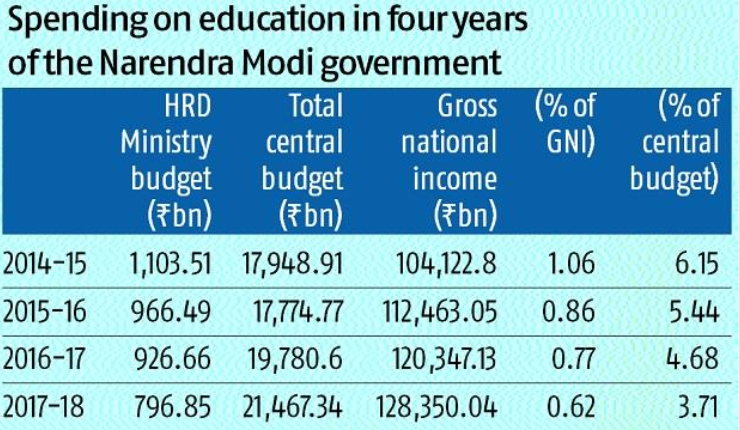 Spending on education in four years
of the Narendra Modi government
HRD Ministry budget (₹bn) Total central budget (₹bn) Gross national income (₹bn) (% of GNI) (% of central budget)
2014-15 1,103.51 17,948.91 104,122.8 1.06 6.15
2015-16 966.49 17,774.77 112,463.05 0.86 5.44
2016-17 926.66 19,780.6 120,347.13 0.77 4.68
2017-18 796.85 21,467.34 128,350.04 0.62 3.71